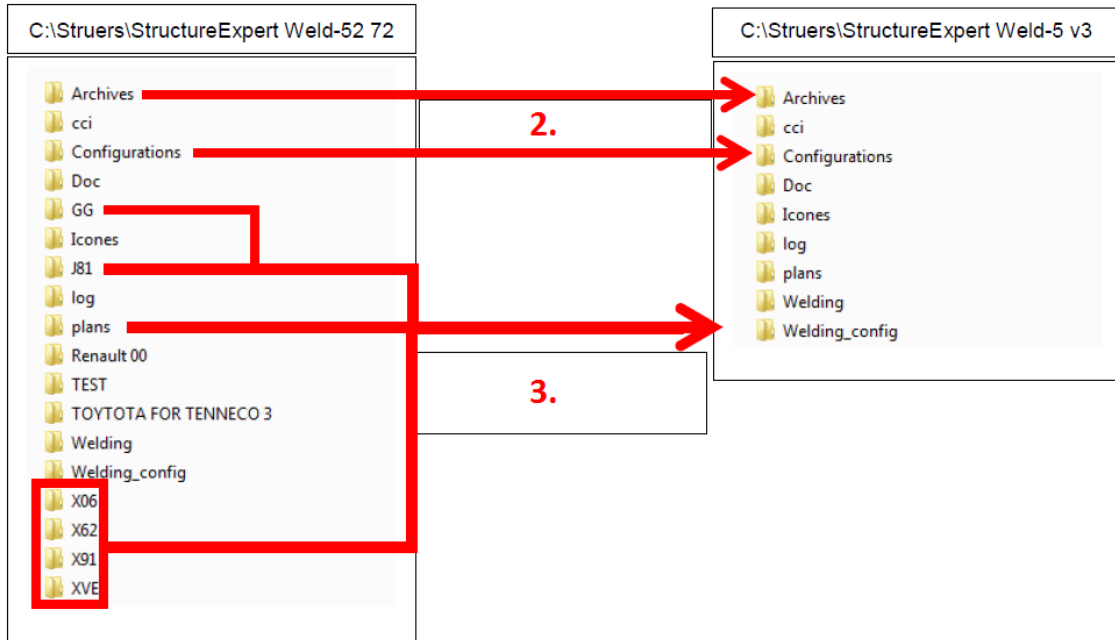 C:\Struers\StructureExpert Weld-52 72
Archives
cci
Configurations
Doc
GG
Icones
J81
log
plans
Renault 00
TEST
TOYTOTA FOR TENNECO 3
Welding
Welding_config
X06
X62
X91
XVE
2.
3.
C:\Struers\StructureExpert Weld-5 v3
Archives
cci
Configurations
Doc
Icones
log
plans
Welding
Welding_config